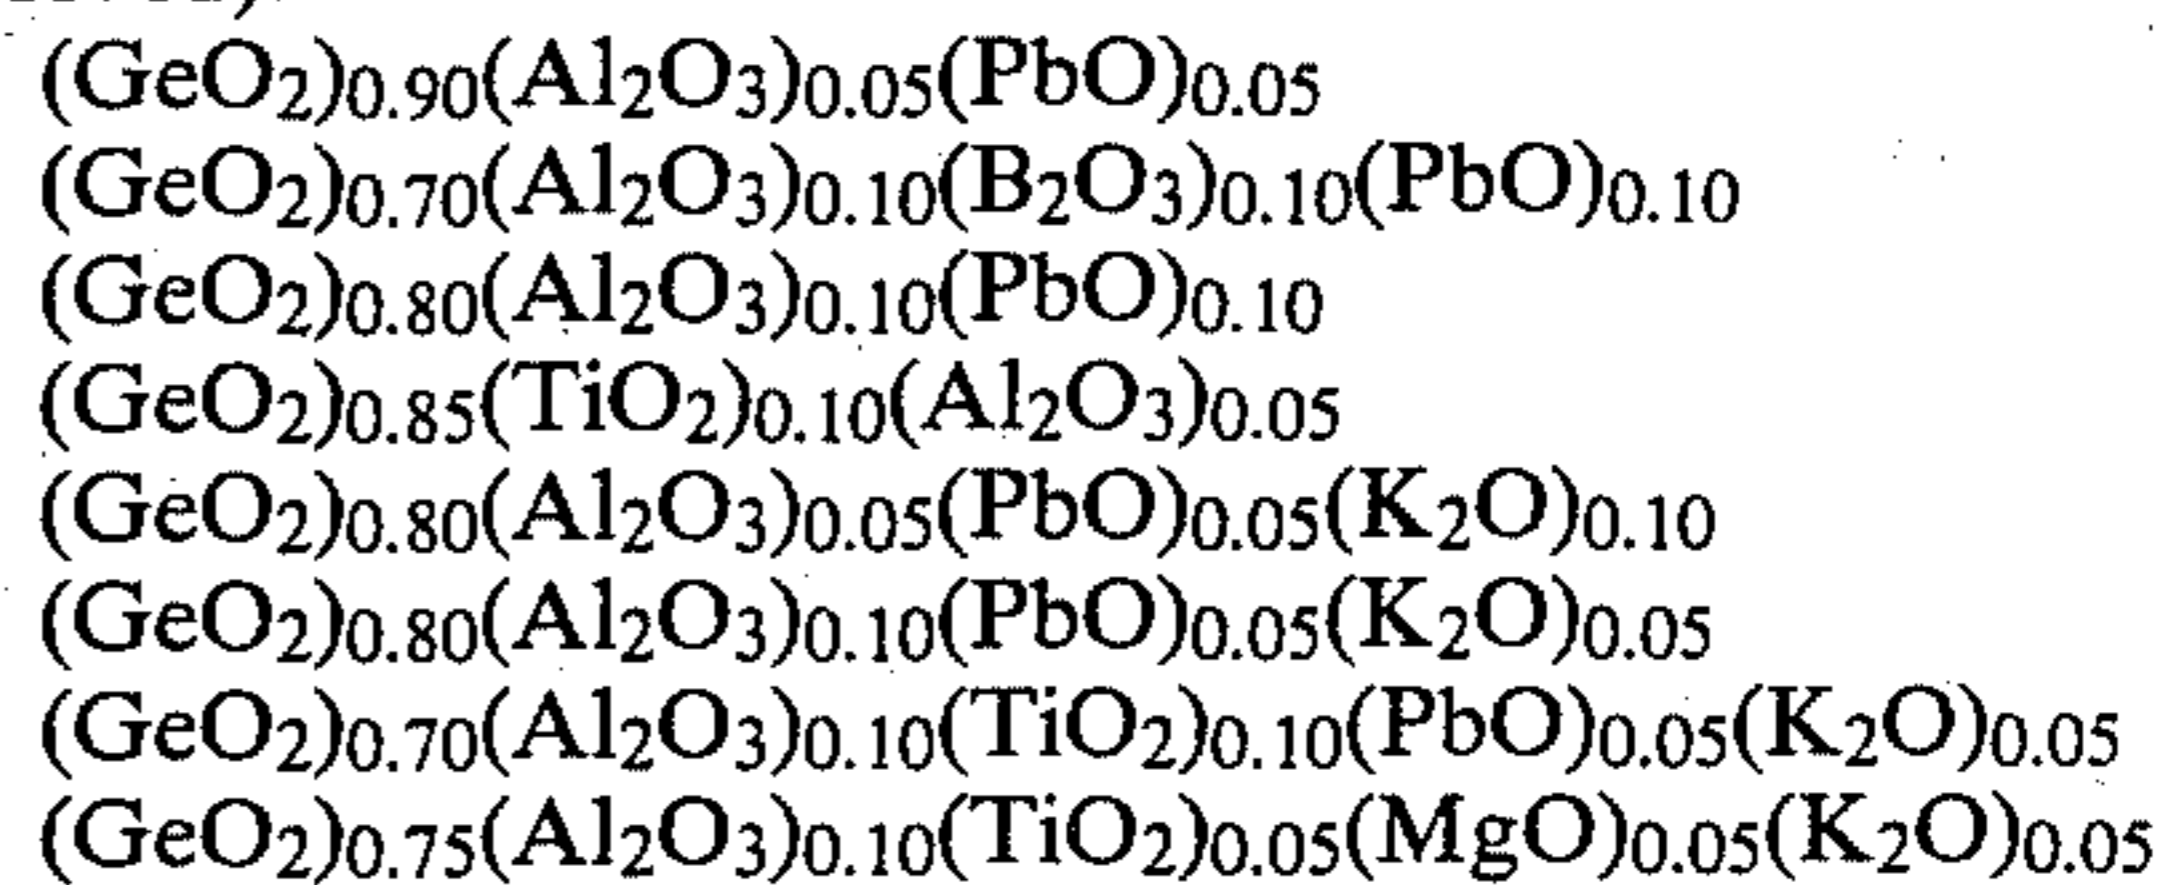 (GeO2)0.90(Al2O3)0.05(PbO)0.05
(GeO2)0.70(Al2O3)0.10(B2O3)0.10(PbO)0.10
(GeO2)0.80(Al2O3)0.10(PbO)0.10
(GeO2)0.85(TiO2)0.10(Al2O3)0.05
(GeO2)0.80(Al2O3)0.05(PbO)0.05(K2O)0.10
(GeO2)0.80(Al2O3)0.10(PbO)0.05(K2O)0.05
(GeO2)0.70(Al2O3)0.10(TiO2)0.10(PbO)0.05(K2O)0.05
(GeO2)0.75(Al2O3)0.10(TiO2)0.05(MgO)0.05(K2O)0.05